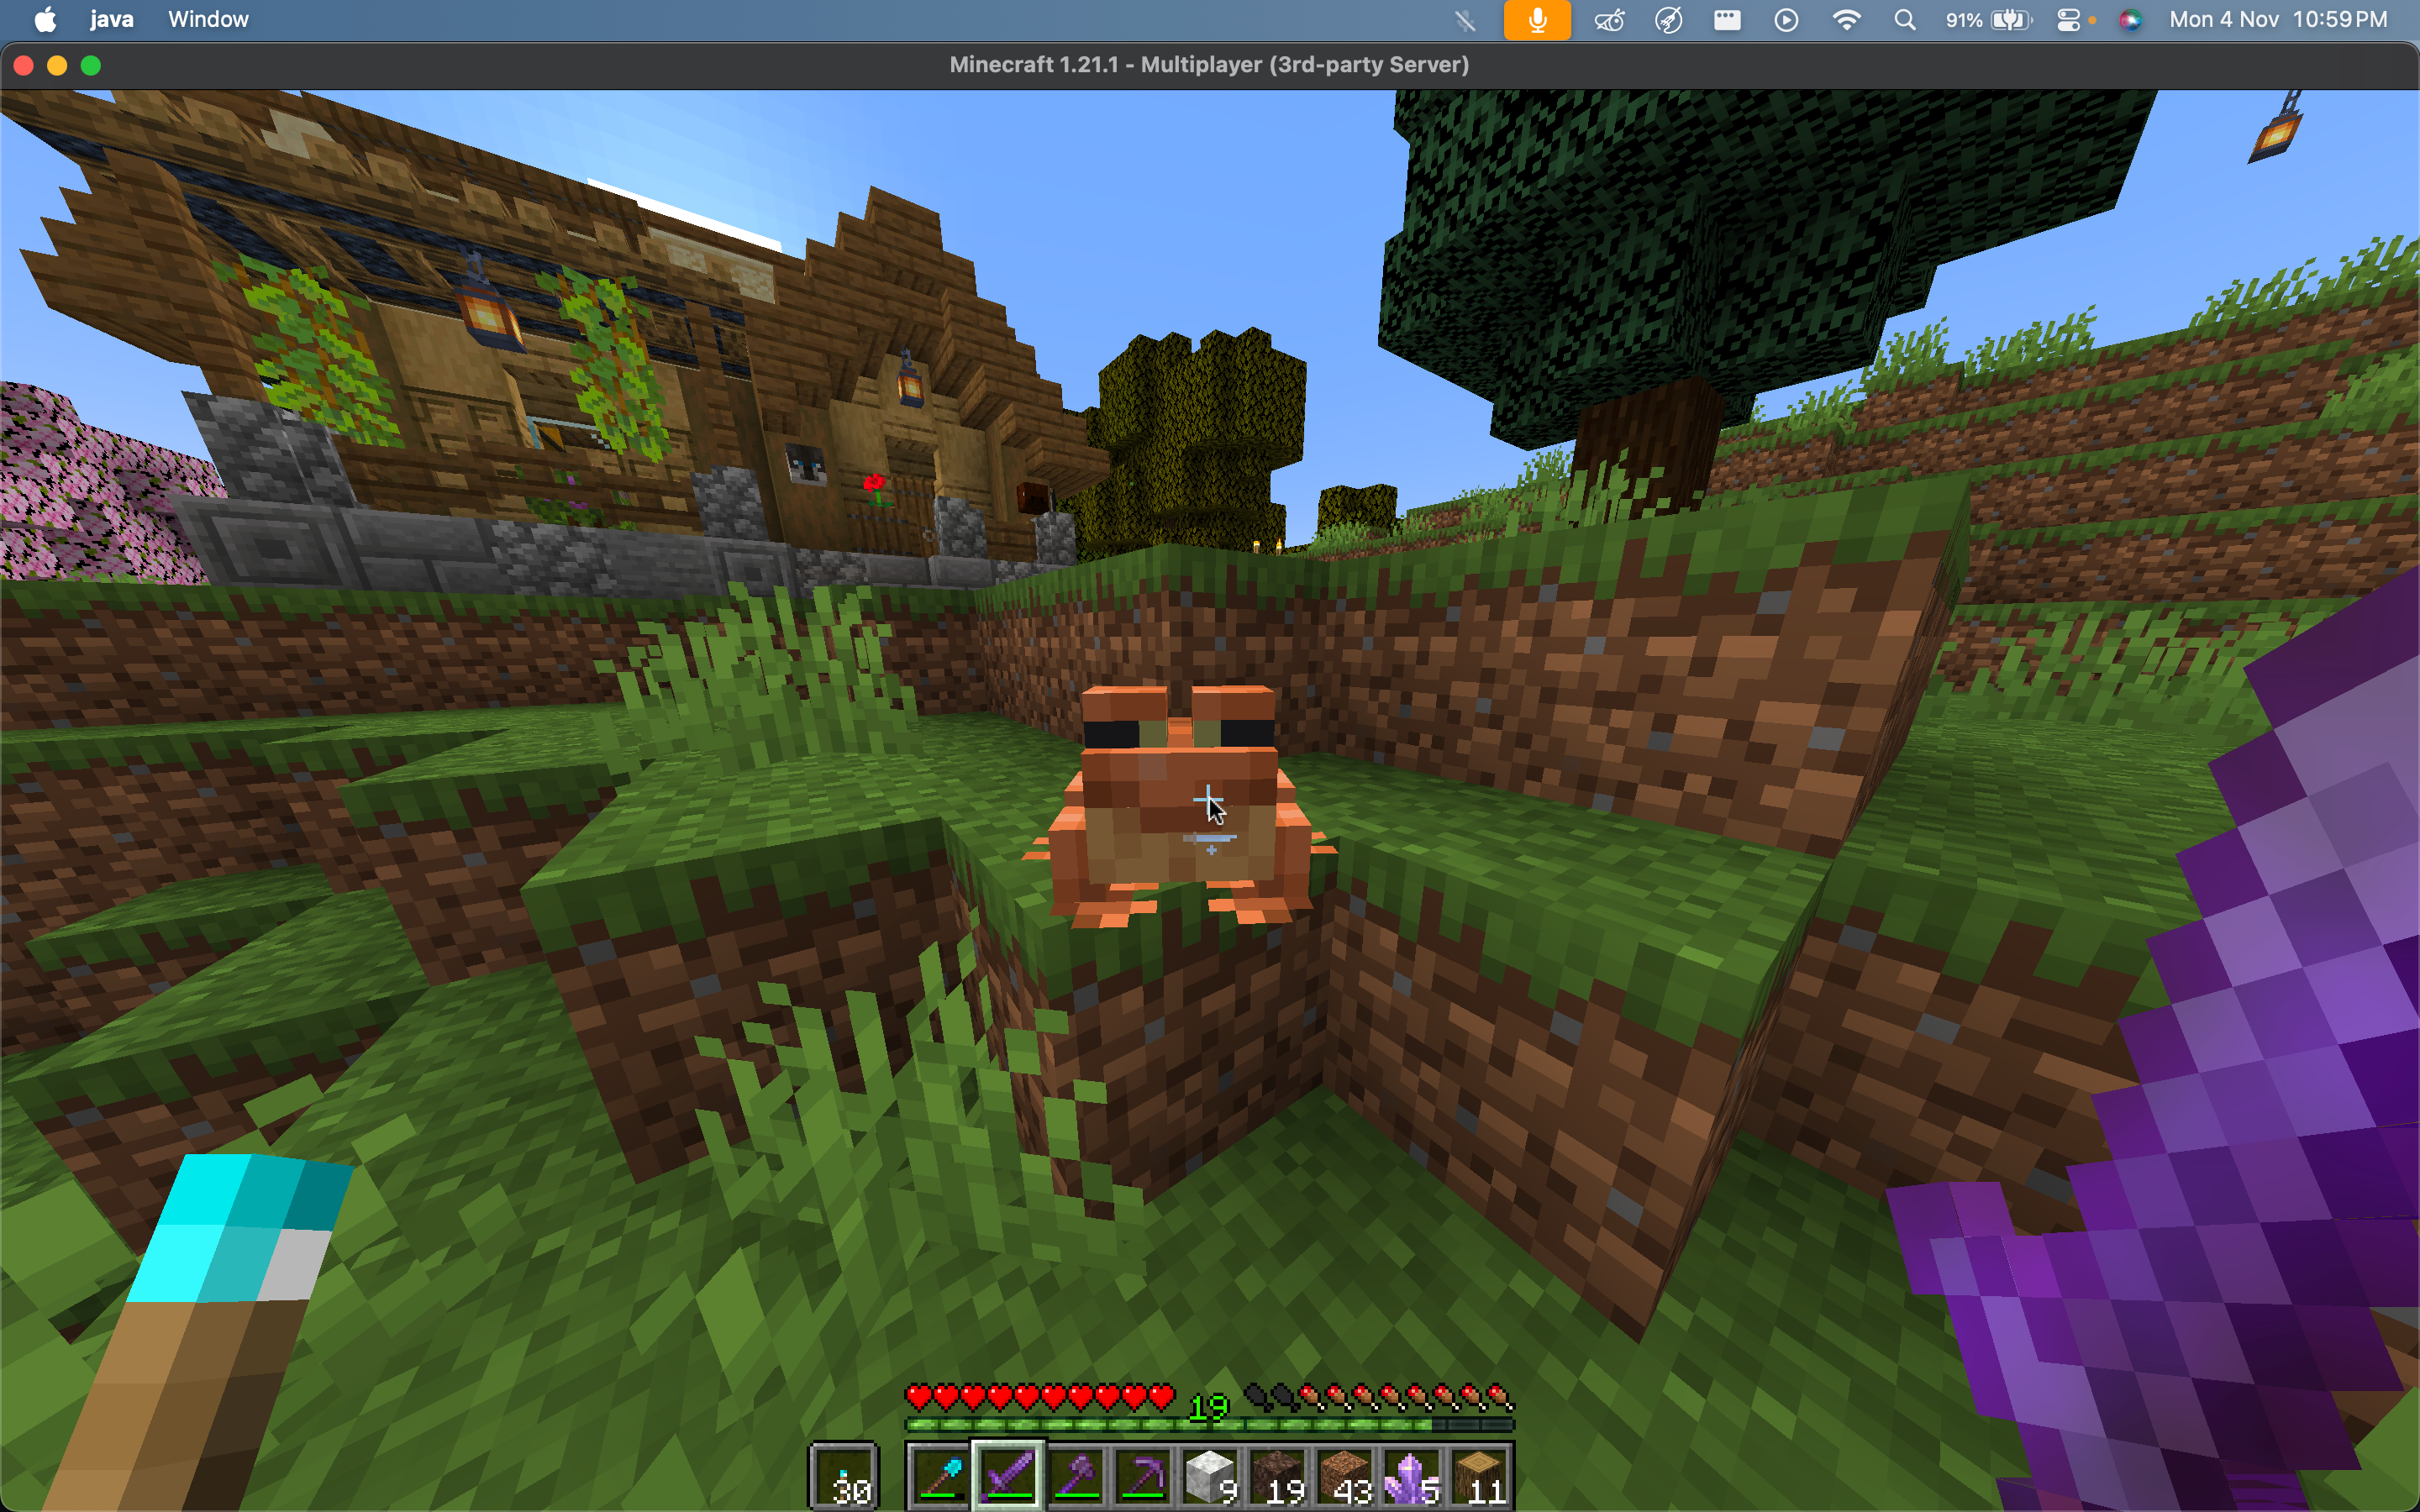 java Window 91% Mon 4 Nov 10:59 PM
Minecraft 1.21.1 - Multiplayer (3rd-party Server)
19
30 9 19 43 5 11